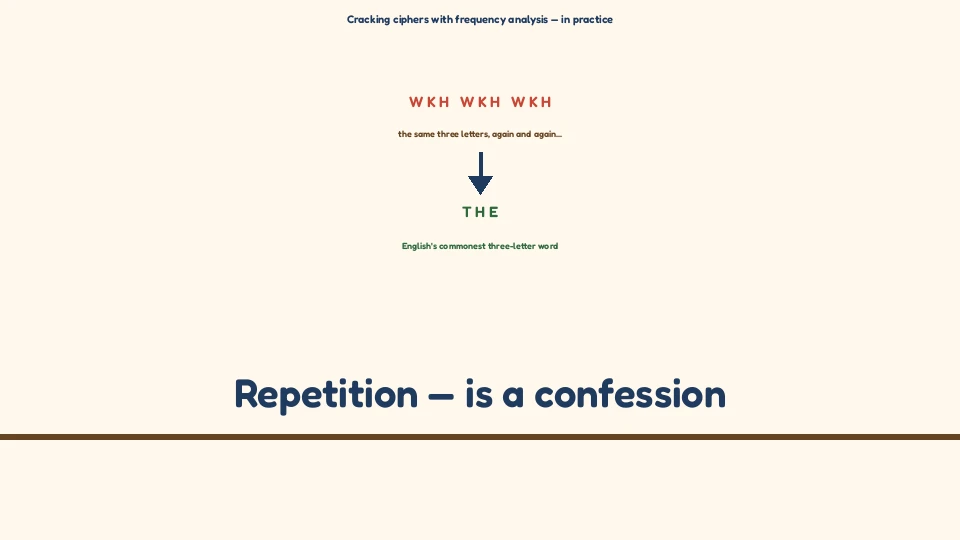 Cracking ciphers with frequency analysis — in practice
WKH WKH WKH
the same three letters, again and again...
THE
English's commonest three-letter word
Repetition — is a confession